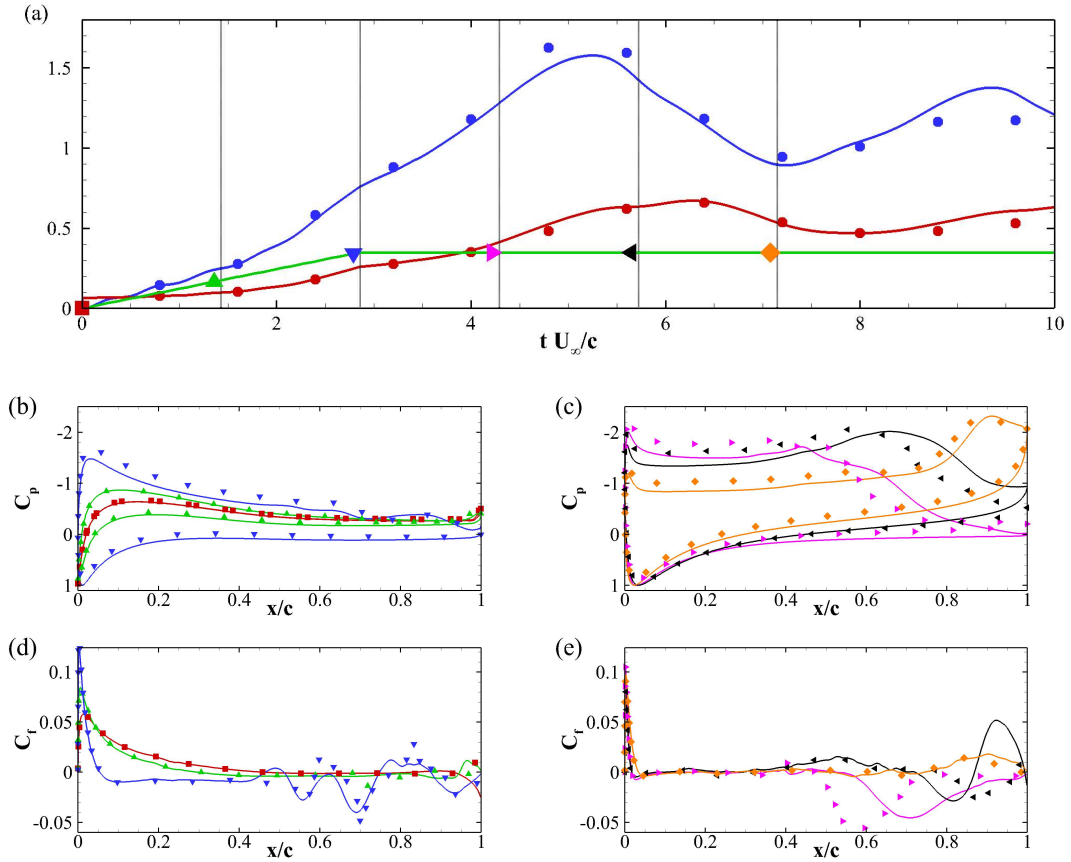 (a)
1.5
1
0.5
0
0 2 4 6 8 10
t U∞/c
(b) (c)
-2 -2
-1 -1
0 0
1 1
Cp Cp
0 0.2 0.4 0.6 0.8 1 0 0.2 0.4 0.6 0.8 1
x/c x/c
(d) (e)
0.1 0.1
0.05 0.05
0 0
-0.05 -0.05
Cf Cf
0 0.2 0.4 0.6 0.8 1 0 0.2 0.4 0.6 0.8 1
x/c x/c